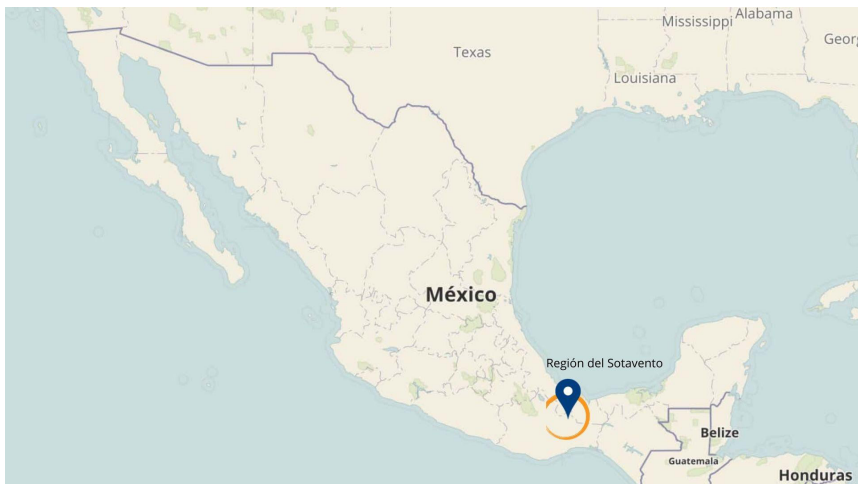 Alabama
Mississippi
Georg
Texas
Louisiana
México
Región del Sotavento
Belize
Guatemala
Honduras